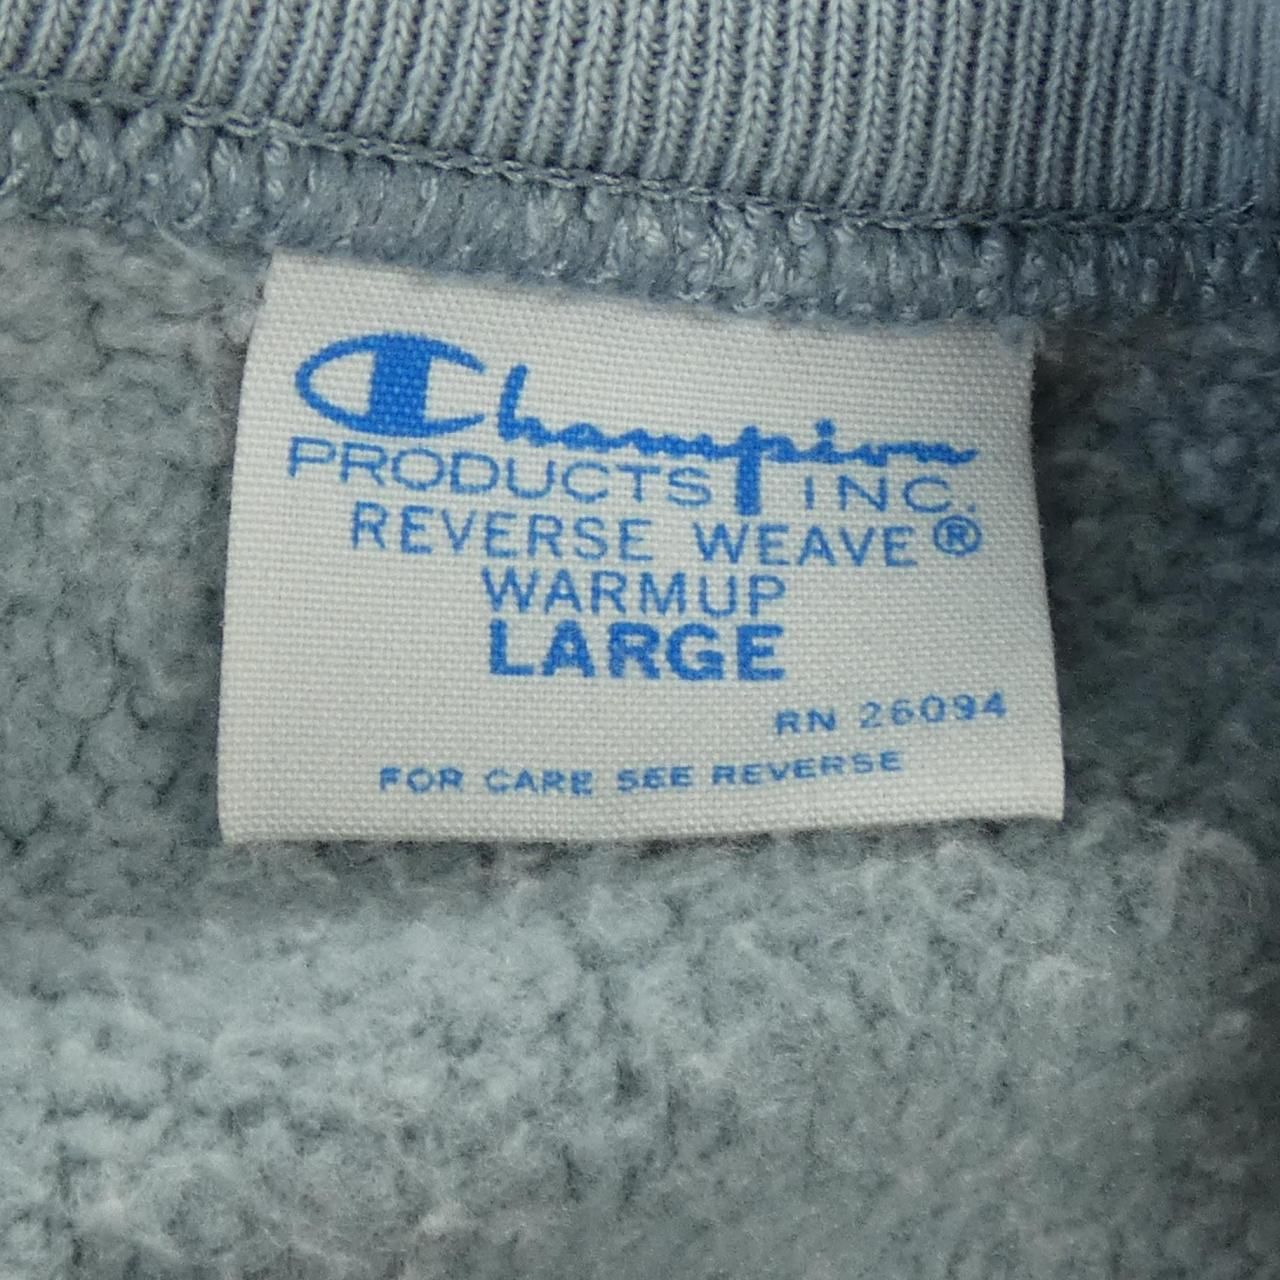 Champion
PRODUCTS INC.
REVERSE WEAVE®
WARMUP
LARGE
RN 26094
FOR CARE SEE REVERSE